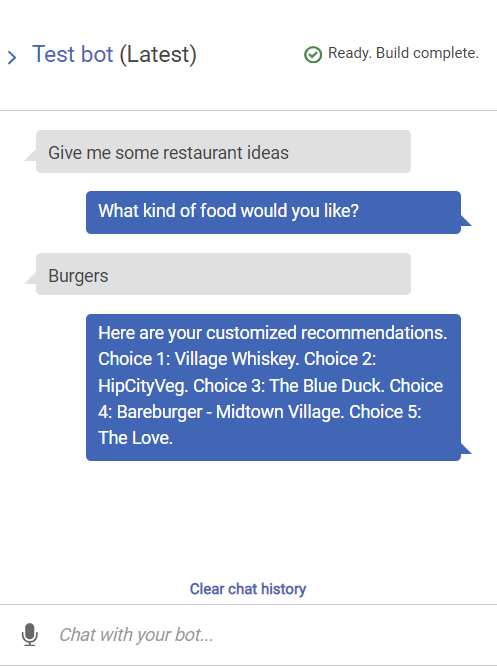 Test bot (Latest)
Ready. Build complete.
Give me some restaurant ideas
What kind of food would you like?
Burgers
Here are your customized recommendations.
Choice 1: Village Whiskey. Choice 2:
HipCityVeg. Choice 3: The Blue Duck. Choice
4: Bareburger - Midtown Village. Choice 5:
The Love.
Clear chat history
Chat with your bot...